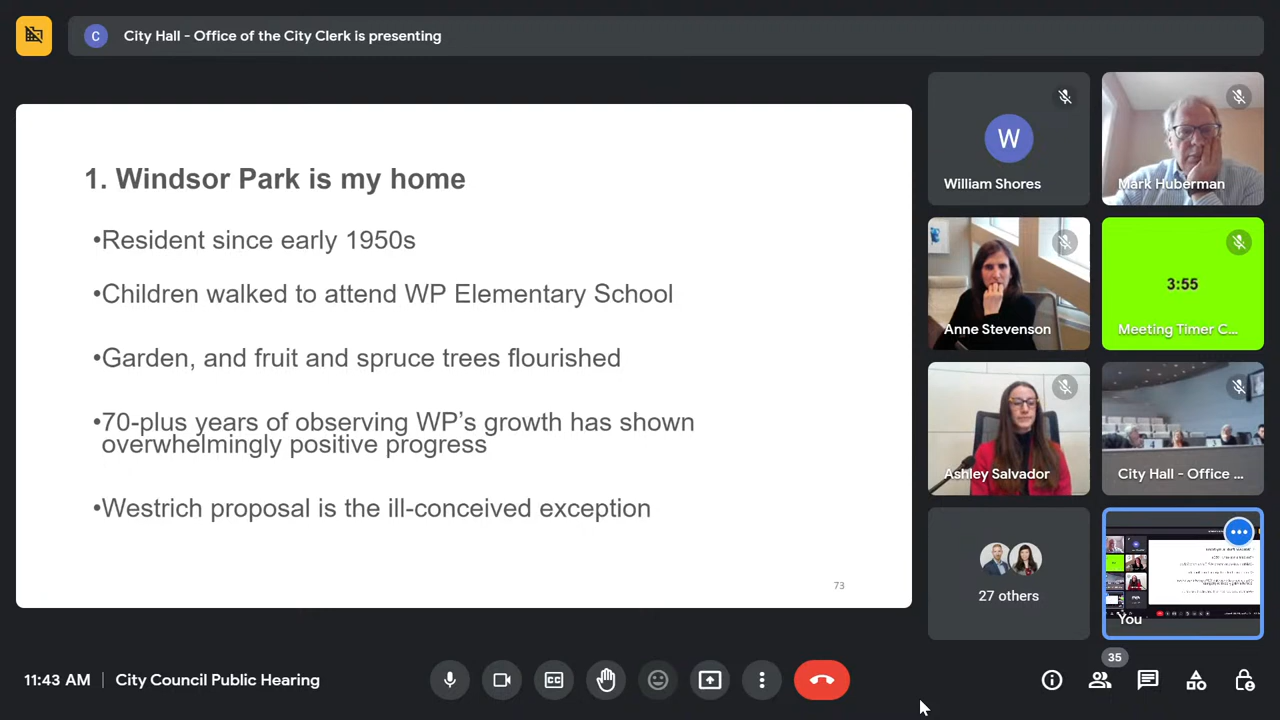 C
City Hall - Office of the City Clerk is presenting
1. Windsor Park is my home
•Resident since early 1950s
•Children walked to attend WP Elementary School
•Garden, and fruit and spruce trees flourished
•70-plus years of observing WP's growth has shown
overwhelmingly positive progress
•Westrich proposal is the ill-conceived exception
73
W
William Shores
Mark Huberman
Anne Stevenson
3:55
Meeting Timer C...
Ashley Salvador
City Hall - Office ...
27 others
You
11:43 AM
City Council Public Hearing
CC
35